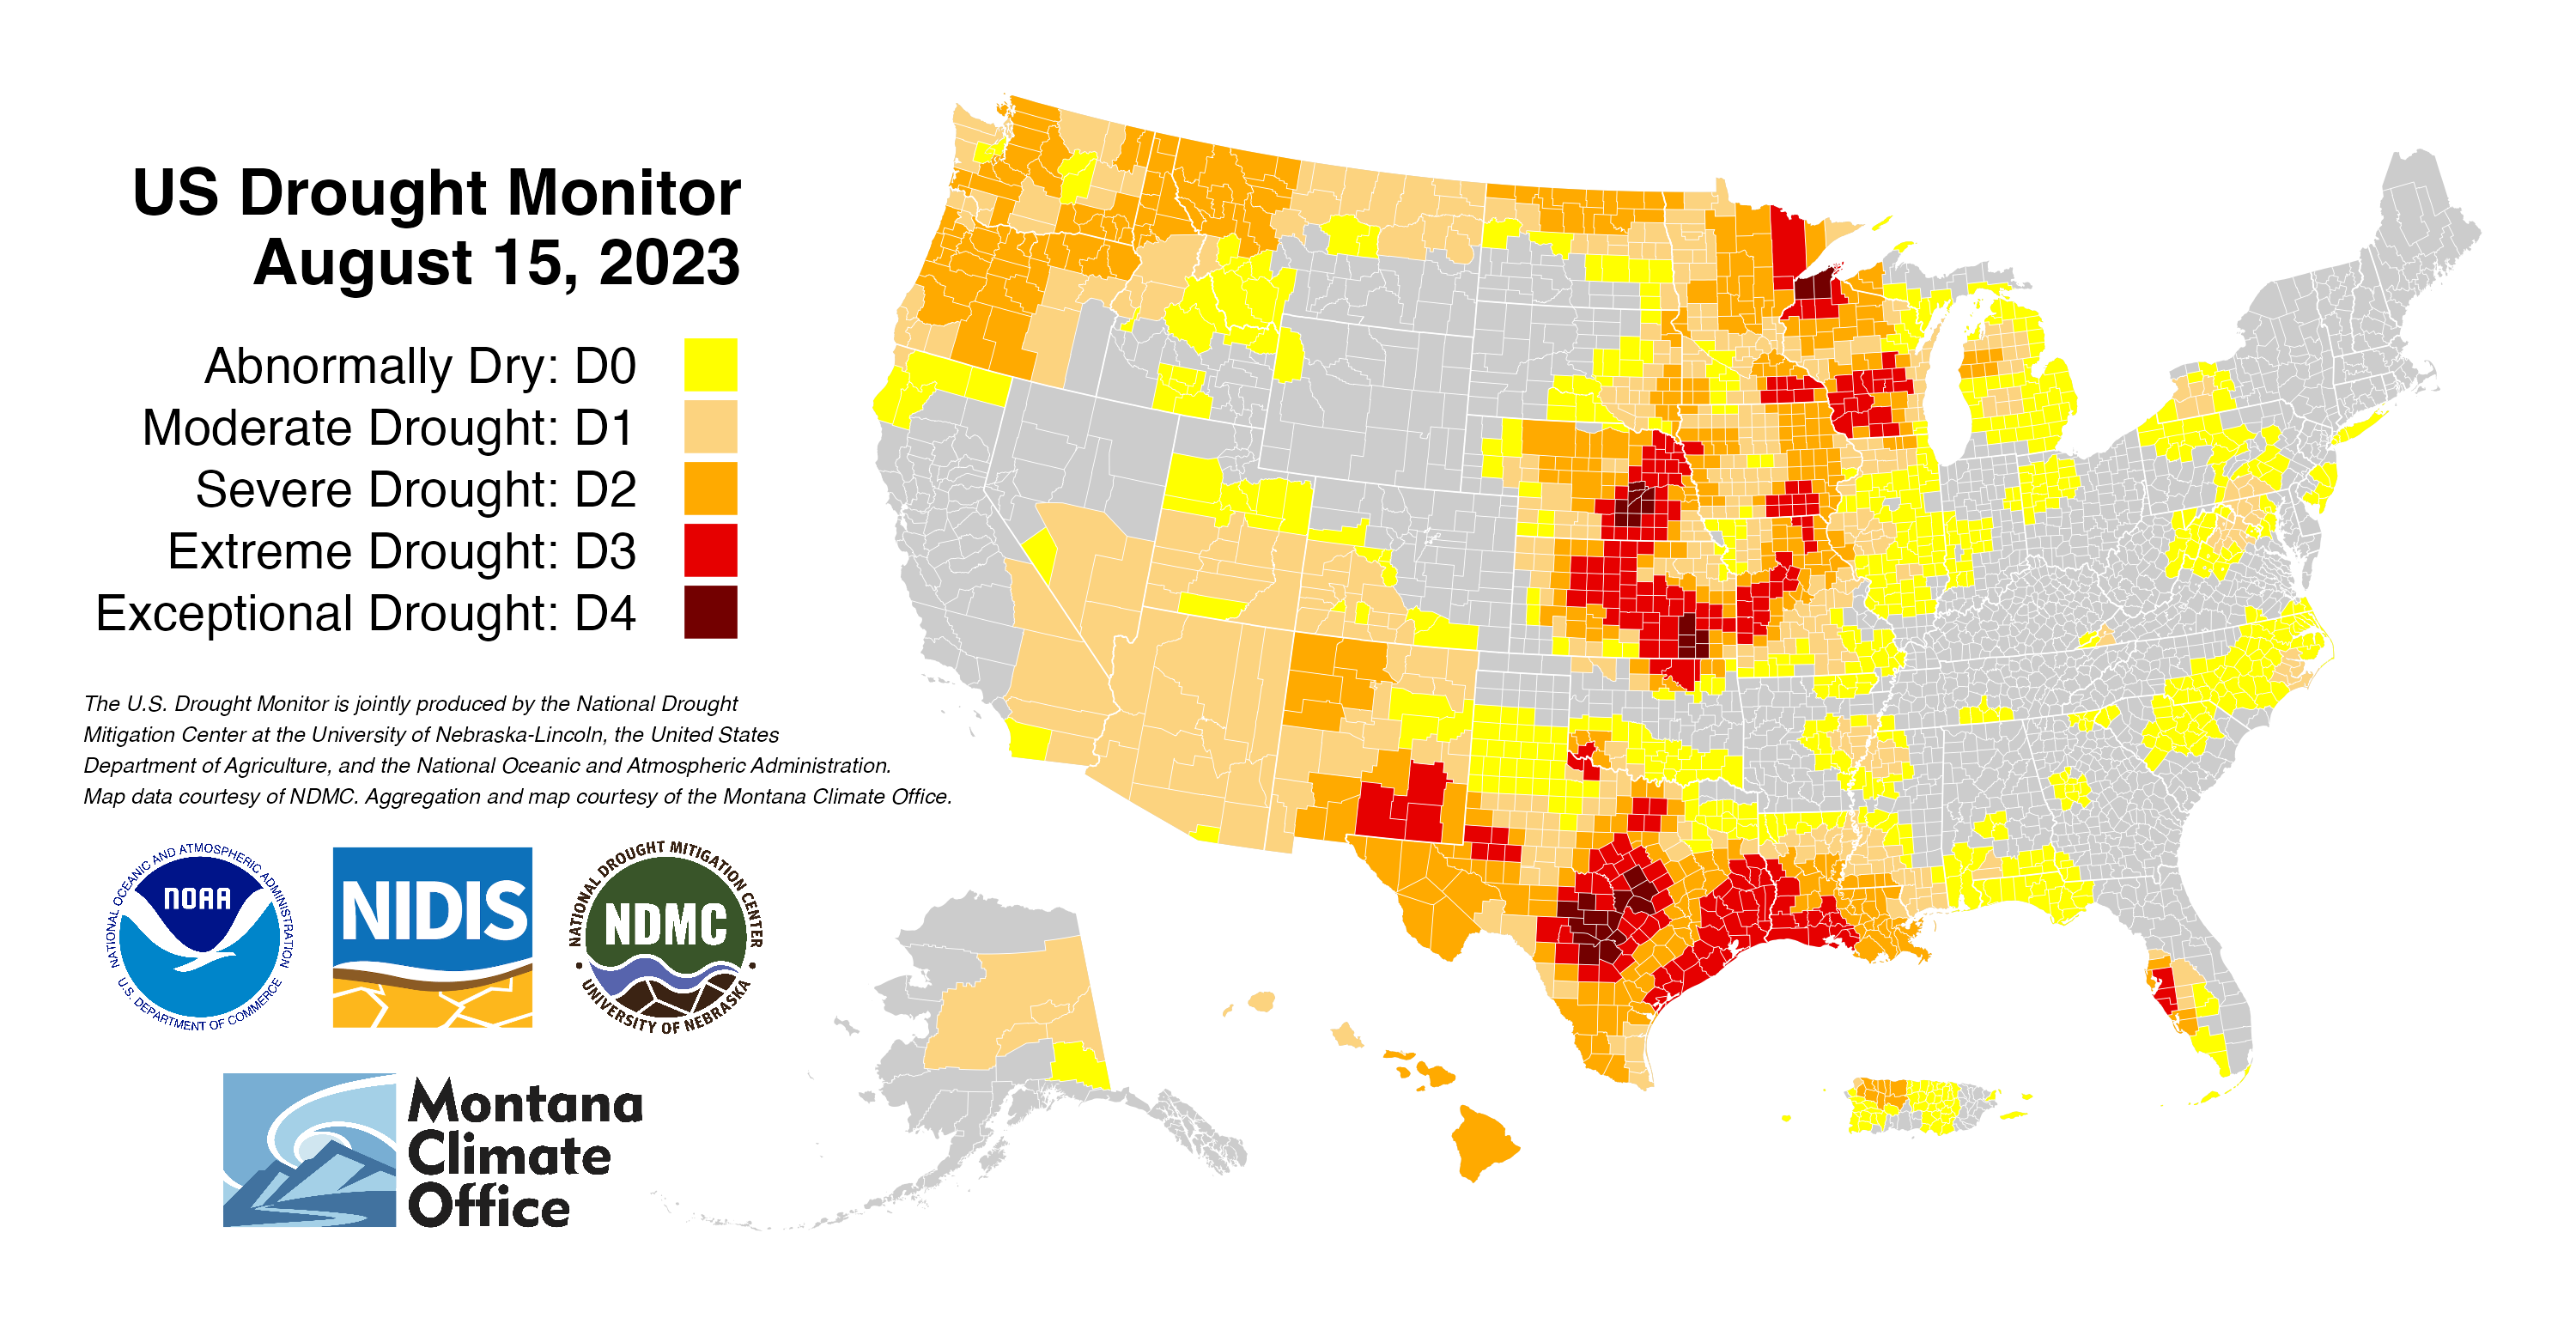 US Drought Monitor
August 15, 2023
Abnormally Dry: D0
Moderate Drought: D1
Severe Drought: D2
Extreme Drought: D3
Exceptional Drought: D4
The U.S. Drought Monitor is jointly produced by the National Drought
Mitigation Center at the University of Nebraska-Lincoln, the United States
Department of Agriculture, and the National Oceanic and Atmospheric Administration.
Map data courtesy of NDMC. Aggregation and map courtesy of the Montana Climate Office.
NATIONAL OCEANIC AND ATMOSPHERIC ADMINISTRATION
NOAA
U.S. DEPARTMENT OF COMMERCE
NIDIS
NATIONAL DROUGHT MITIGATION CENTER
NDMC
UNIVERSITY OF NEBRASKA
Montana
Climate
Office